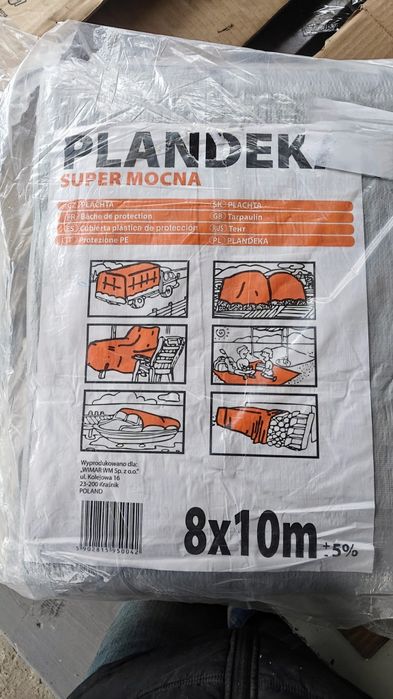 PLANDEKA
SUPER MOCNA
CZ PLACHTA
FR Bâche de protection
ES Cubierta plástico de protección
IT Protezione PE
SK PLACHTA
GB Tarpaulin
RUS Тент
PL PLANDEKA
Wyprodukowano dla:
„WIMAR WM Sp. z o.o."
ul. Kolejowa 16
23-200 Kraśnik
POLAND
8x10m ± 5%